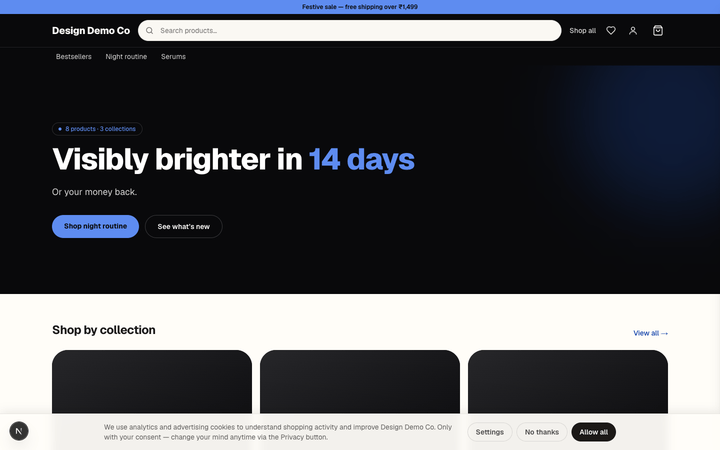 Festive sale — free shipping over ₹1,499
Design Demo Co
Search products...
Shop all
Bestsellers
Night routine
Serums
8 products · 3 collections
Visibly brighter in 14 days
Or your money back.
Shop night routine
See what's new
Shop by collection
View all →
We use analytics and advertising cookies to understand shopping activity and improve Design Demo Co. Only
with your consent — change your mind anytime via the Privacy button.
Settings
No thanks
Allow all
N